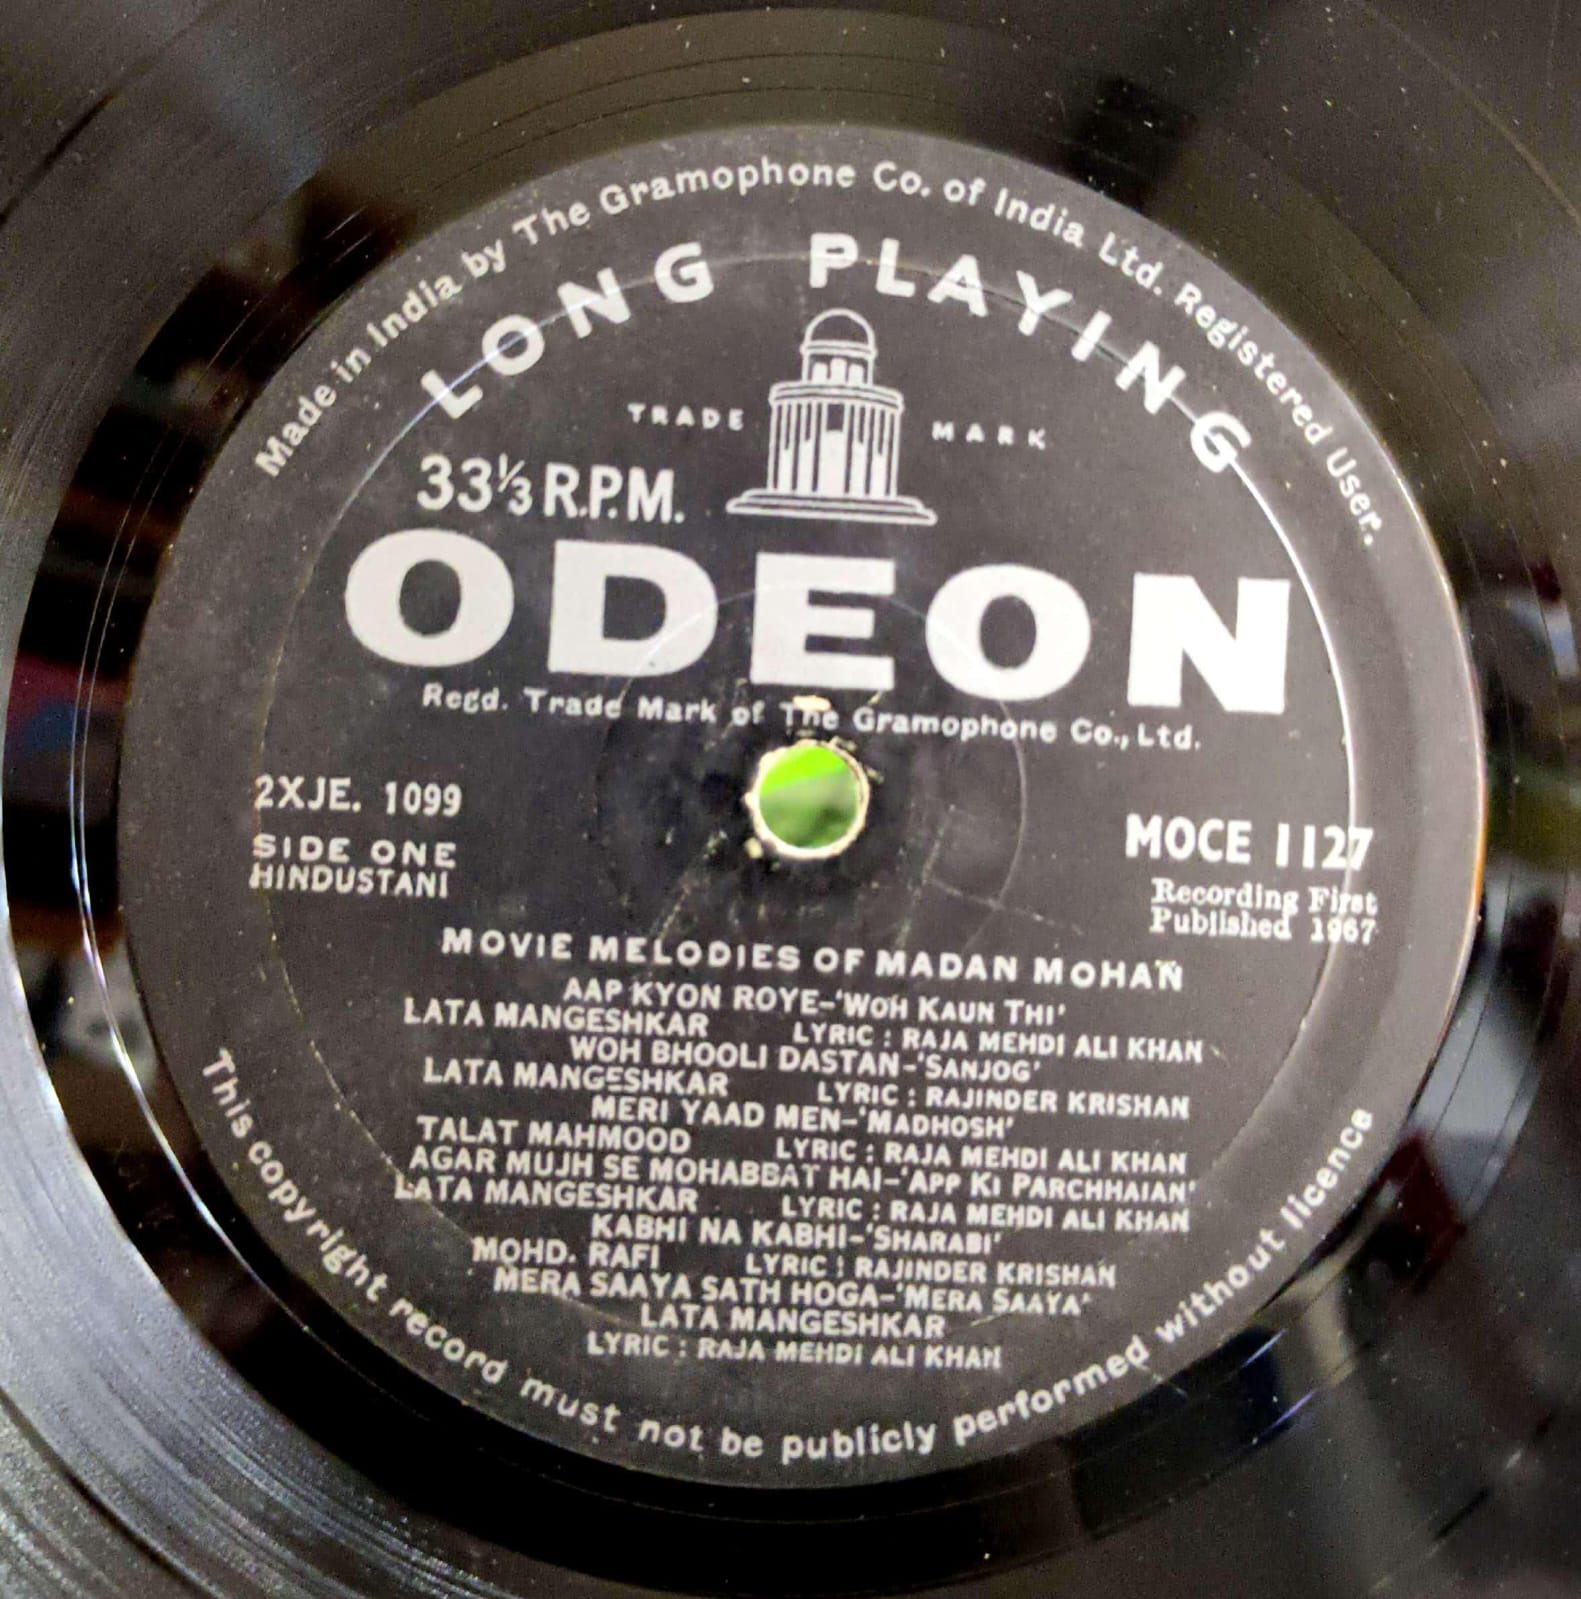 Made in India by The Gramophone Co. of India Ltd. Registered User.
LONG PLAYING
TRADE MARK
33⅓ R.P.M.
ODEON
Regd. Trade Mark of The Gramophone Co., Ltd.
2XJE. 1099
MOCE 1127
SIDE ONE
HINDUSTANI
Recording First
Published 1967
MOVIE MELODIES OF MADAN MOHAN
AAP KYON ROYE–'WOH KAUN THI'
LATA MANGESHKAR LYRIC : RAJA MEHDI ALI KHAN
WOH BHOOLI DASTAN–'SANJOG'
LATA MANGESHKAR LYRIC : RAJINDER KRISHAN
MERI YAAD MEN–'MADHOSH'
TALAT MAHMOOD LYRIC : RAJA MEHDI ALI KHAN
AGAR MUJH SE MOHABBAT HAI–'APP KI PARCHHAIAN'
LATA MANGESHKAR LYRIC : RAJA MEHDI ALI KHAN
KABHI NA KABHI–'SHARABI'
MOHD. RAFI LYRIC : RAJINDER KRISHAN
MERA SAAYA SATH HOGA–'MERA SAAYA'
LATA MANGESHKAR
LYRIC : RAJA MEHDI ALI KHAN
This copyright record must not be publicly performed without licence